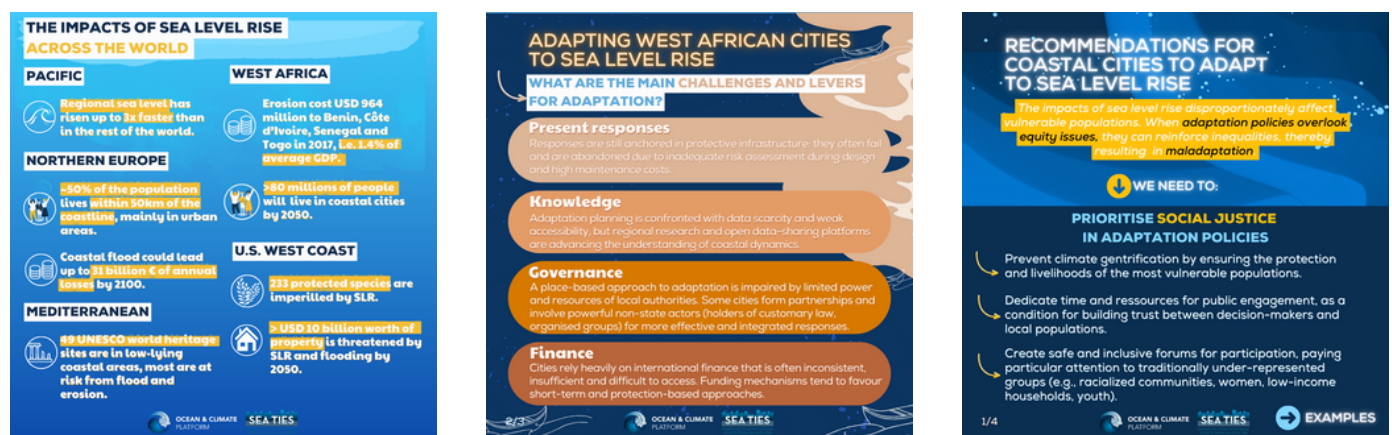 THE IMPACTS OF SEA LEVEL RISE
ACROSS THE WORLD
PACIFIC
Regional sea level has
risen up to 3x faster than
in the rest of the world.
NORTHERN EUROPE
~50% of the population
lives within 50km of the
coastline, mainly in urban
areas.
Coastal flood could lead
up to 31 billion € of annual
losses by 2100.
MEDITERRANEAN
49 UNESCO world heritage
sites are in low-lying
coastal areas, most are at
risk from flood and
erosion.
WEST AFRICA
Erosion cost USD 964
million to Benin, Côte
d'Ivoire, Senegal and
Togo in 2017, i.e. 1.4% of
average GDP.
>80 millions of people
will live in coastal cities
by 2050.
U.S. WEST COAST
233 protected species are
imperilled by SLR.
> USD 10 billion worth of
property is threatened by
SLR and flooding by
2050.
OCEAN & CLIMATE
PLATFORM
SEA'TIES
ADAPTING WEST AFRICAN CITIES
TO SEA LEVEL RISE
WHAT ARE THE MAIN CHALLENGES AND LEVERS
FOR ADAPTATION?
Present responses
Responses are still anchored in protective infrastructure: they often fail
and are abandoned due to inadequate risk assessment during design
and high maintenance costs.
Knowledge
Adaptation planning is confronted with data scarcity and weak
accessibility, but regional research and open data-sharing platforms
are advancing the understanding of coastal dynamics.
Governance
A place-based approach to adaptation is impaired by limited power
and resources of local authorities. Some cities form partnerships and
involve powerful non-state actors (holders of customary law,
organised groups) for more effective and integrated responses.
Finance
Cities rely heavily on international finance that is often inconsistent,
insufficient and difficult to access. Funding mechanisms tend to favour
short-term and protection-based approaches.
2/3
OCEAN & CLIMATE
PLATFORM
SEA'TIES
RECOMMENDATIONS FOR
COASTAL CITIES TO ADAPT
TO SEA LEVEL RISE
The impacts of sea level rise disproportionately affect
vulnerable populations. When adaptation policies overlook
equity issues, they can reinforce inequalities, thereby
resulting in maladaptation
WE NEED TO:
PRIORITISE SOCIAL JUSTICE
IN ADAPTATION POLICIES
Prevent climate gentrification by ensuring the protection
and livelihoods of the most vulnerable populations.
Dedicate time and ressources for public engagement, as a
condition for building trust between decision-makers and
local populations.
Create safe and inclusive forums for participation, paying
particular attention to traditionally under-represented
groups (e.g., racialized communities, women, low-income
households, youth).
1/4
OCEAN & CLIMATE
PLATFORM
SEA'TIES
EXAMPLES